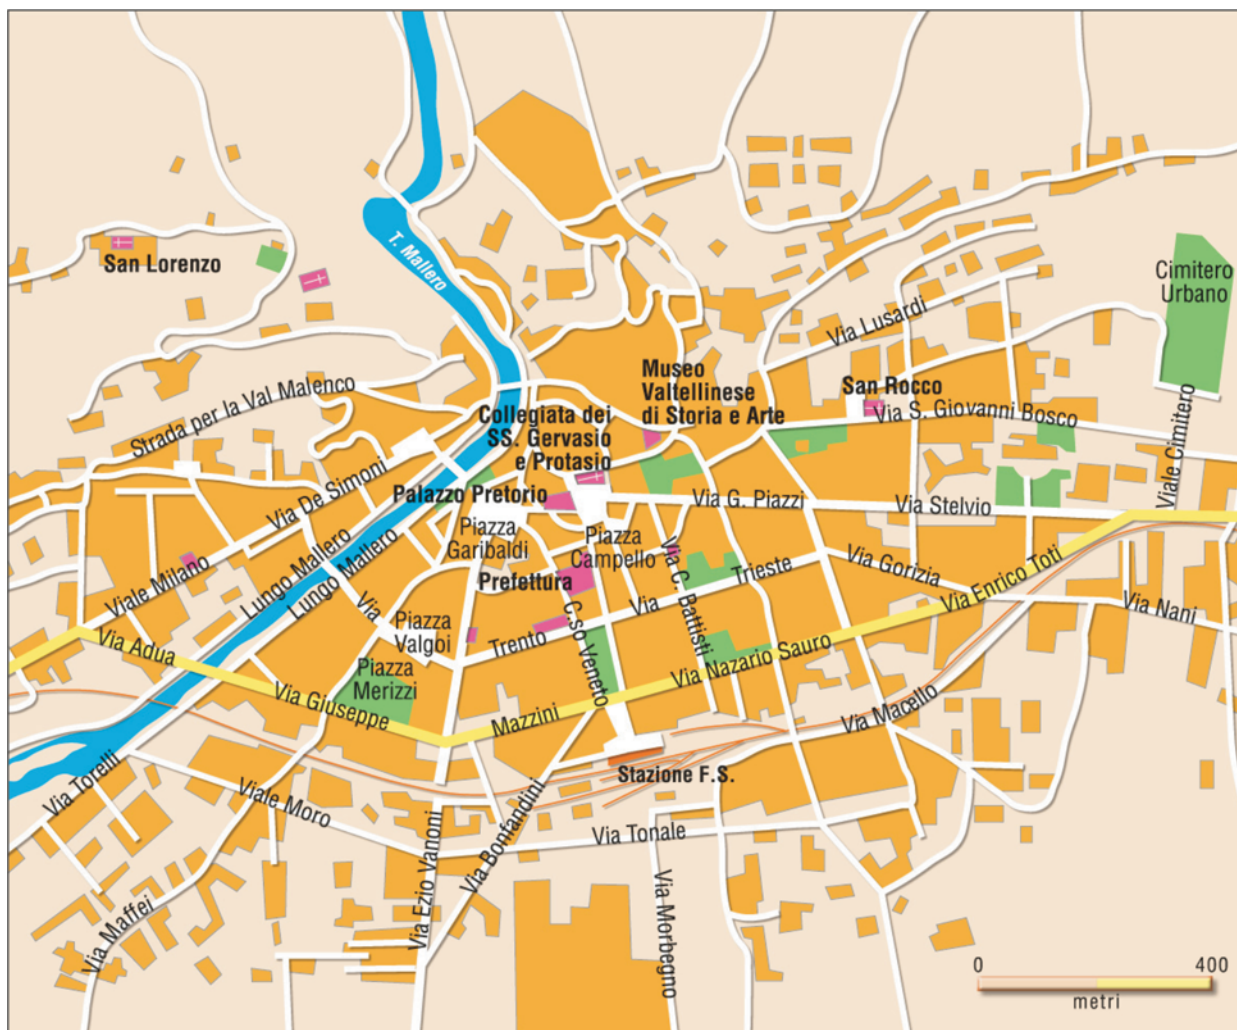 T. Mallero
San Lorenzo
Cimitero
Urbano
Via Lusardi
Museo
Valtellinese
di Storia e Arte
San Rocco
Via S. Giovanni Bosco
Strada per la Val Malenco
Collegiata dei
SS. Gervasio
e Protasio
Viale Cimitero
Via De Simoni
Palazzo Pretorio
Via G. Piazzi
Via Stelvio
Piazza
Garibaldi
Piazza
Campello
Viale Milano
Lungo Mallero
Lungo Mallero
Prefettura
Via C. Battisti
Trieste
Via Gorizia
Via Enrico Toti
Via Nani
Via Adua
Via
Piazza
Valgoi
Trento
Via
C.so Veneto
Piazza
Merizzi
Via Nazario Sauro
Via Giuseppe
Mazzini
Via Macello
Via Torelli
Stazione F.S.
Viale Moro
Via Tonale
Via Bonfandini
Via Ezio Vanoni
Via Maffei
Via Morbegno
0
400
metri